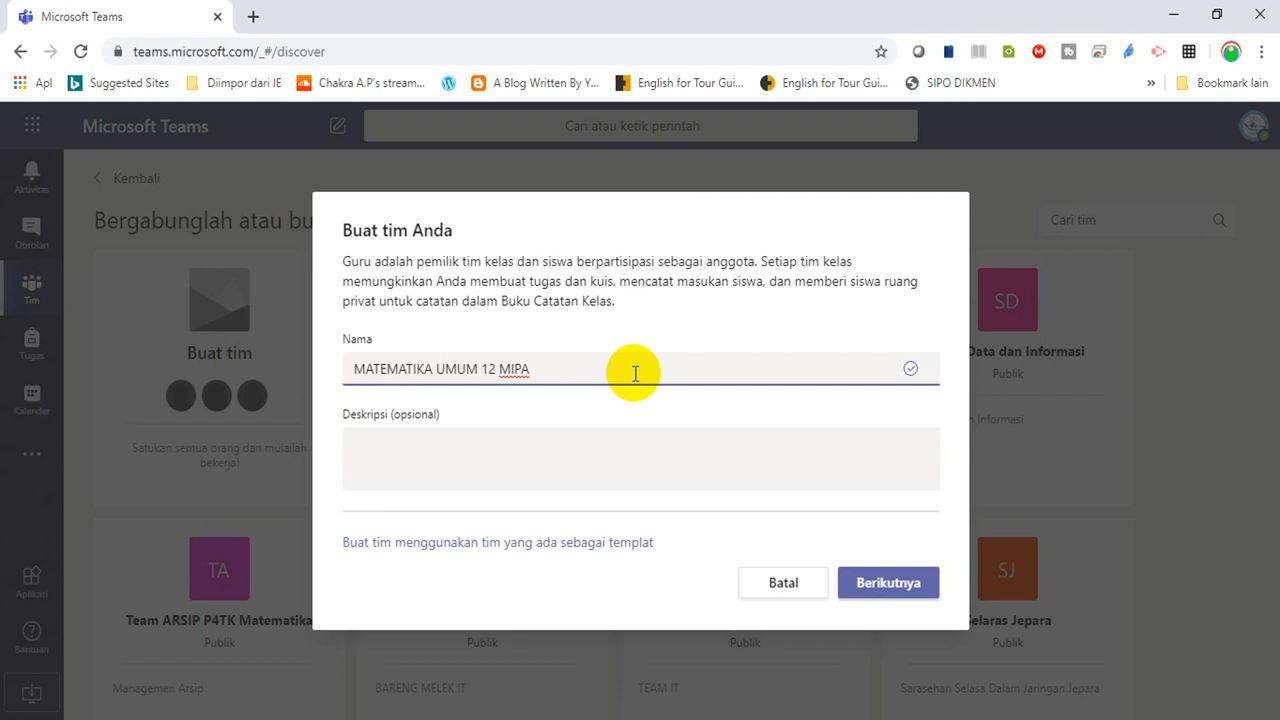 Microsoft Teams
teams.microsoft.com/_#/discover
Apl
Suggested Sites
Diimpor dari IE
Chakra A.P's stream...
A Blog Written By Y...
English for Tour Gui...
English for Tour Gui...
SIPO DIKMEN
»
Bookmark lain
Microsoft Teams
Cari atau ketik perintah
Aktivitas
Obrolan
Tim
Tugas
Kalender
Aplikasi
Bantuan
Kembali
Bergabunglah atau bu
Cari tim
Buat tim
Satukan semua orang dan mulailah
bekerja!
SD
Data dan Informasi
Publik
Informasi
Buat tim Anda
Guru adalah pemilik tim kelas dan siswa berpartisipasi sebagai anggota. Setiap tim kelas
memungkinkan Anda membuat tugas dan kuis, mencatat masukan siswa, dan memberi siswa ruang
privat untuk catatan dalam Buku Catatan Kelas.
Nama
MATEMATIKA UMUM 12 MIPA
Deskripsi (opsional)
Buat tim menggunakan tim yang ada sebagai templat
Batal
Berikutnya
TA
Team ARSIP P4TK Matematika
Publik
Managemen Arsip
Publik
BARENG MELEK IT
Publik
TEAM IT
SJ
Selaras Jepara
Publik
Sarasehan Selasa Dalam Jaringan Jepara